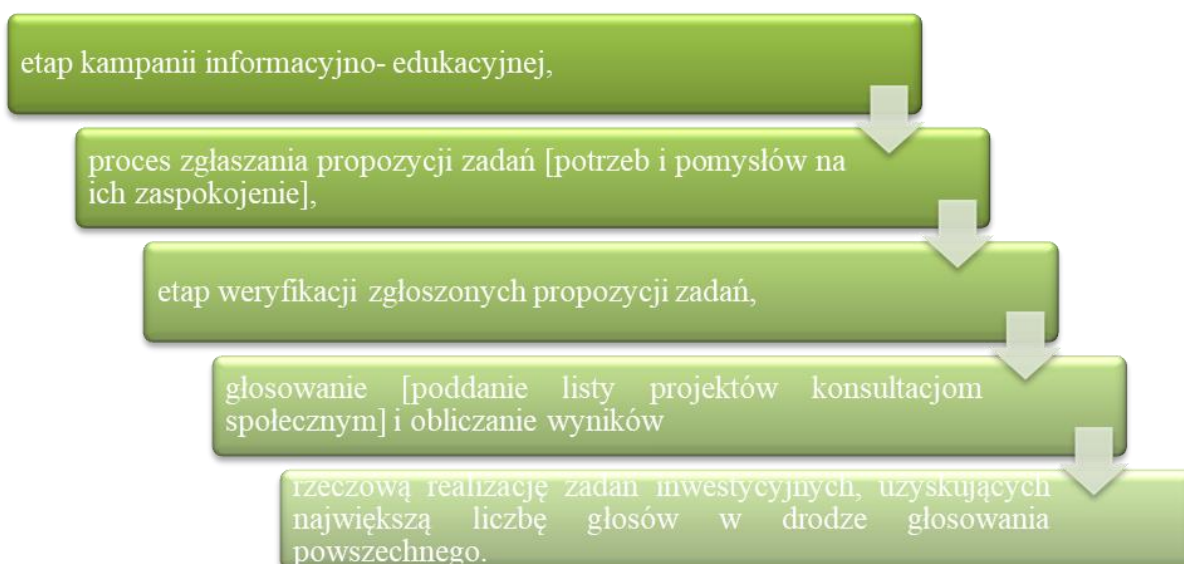 etap kampanii informacyjno- edukacyjnej,
proces zgłaszania propozycji zadań [potrzeb i pomysłów na
ich zaspokojenie],
etap weryfikacji zgłoszonych propozycji zadań,
głosowanie [poddanie listy projektów konsultacjom
społecznym] i obliczanie wyników
rzeczową realizację zadań inwestycyjnych, uzyskujących
największą liczbę głosów w drodze głosowania
powszechnego.